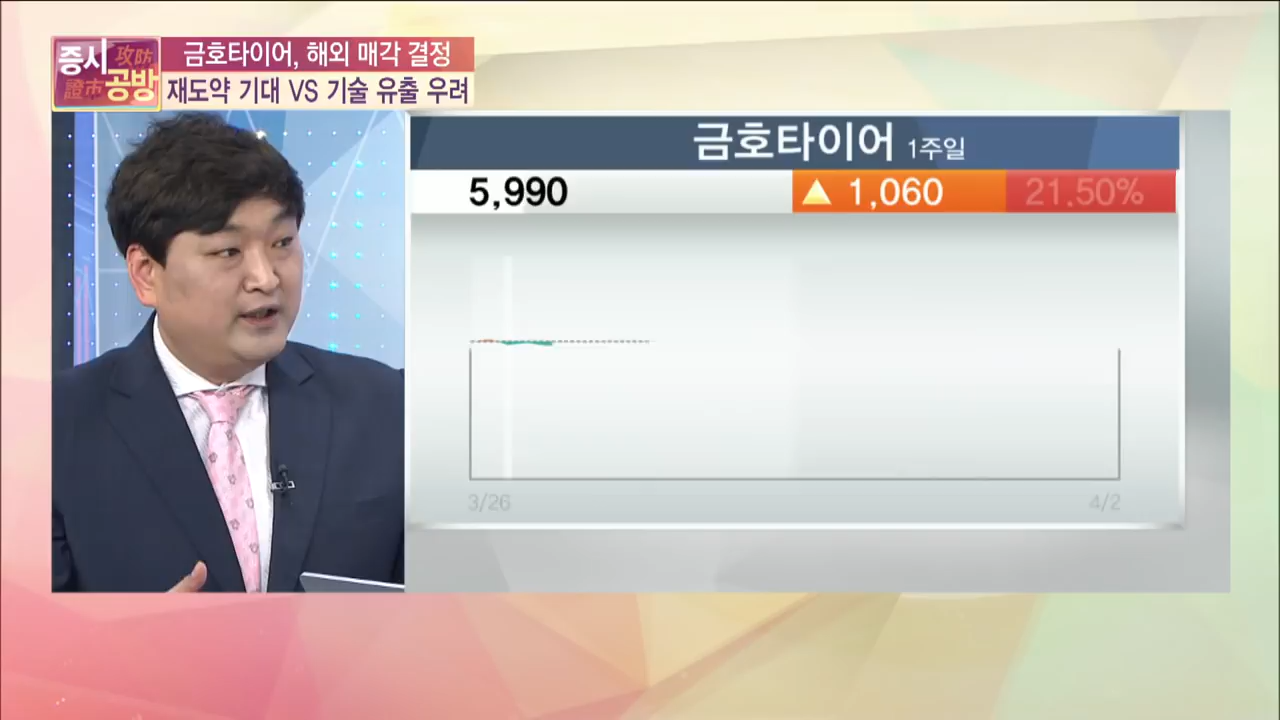 증시 攻防
證市 공방
금호타이어, 해외 매각 결정
재도약 기대 VS 기술 유출 우려
금호타이어 1주일
5,990 ▲ 1,060 21.50%
3/26 4/2